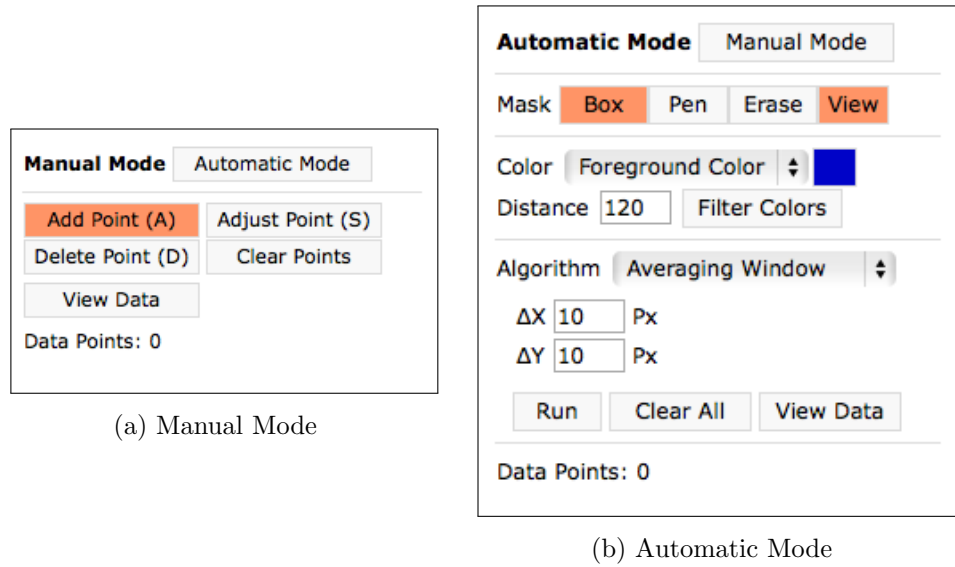 Manual Mode Automatic Mode
Add Point (A) Adjust Point (S)
Delete Point (D) Clear Points
View Data
Data Points: 0
(a) Manual Mode
Automatic Mode Manual Mode
Mask Box Pen Erase View
Color Foreground Color
Distance 120 Filter Colors
Algorithm Averaging Window
ΔX 10 Px
ΔY 10 Px
Run Clear All View Data
Data Points: 0
(b) Automatic Mode